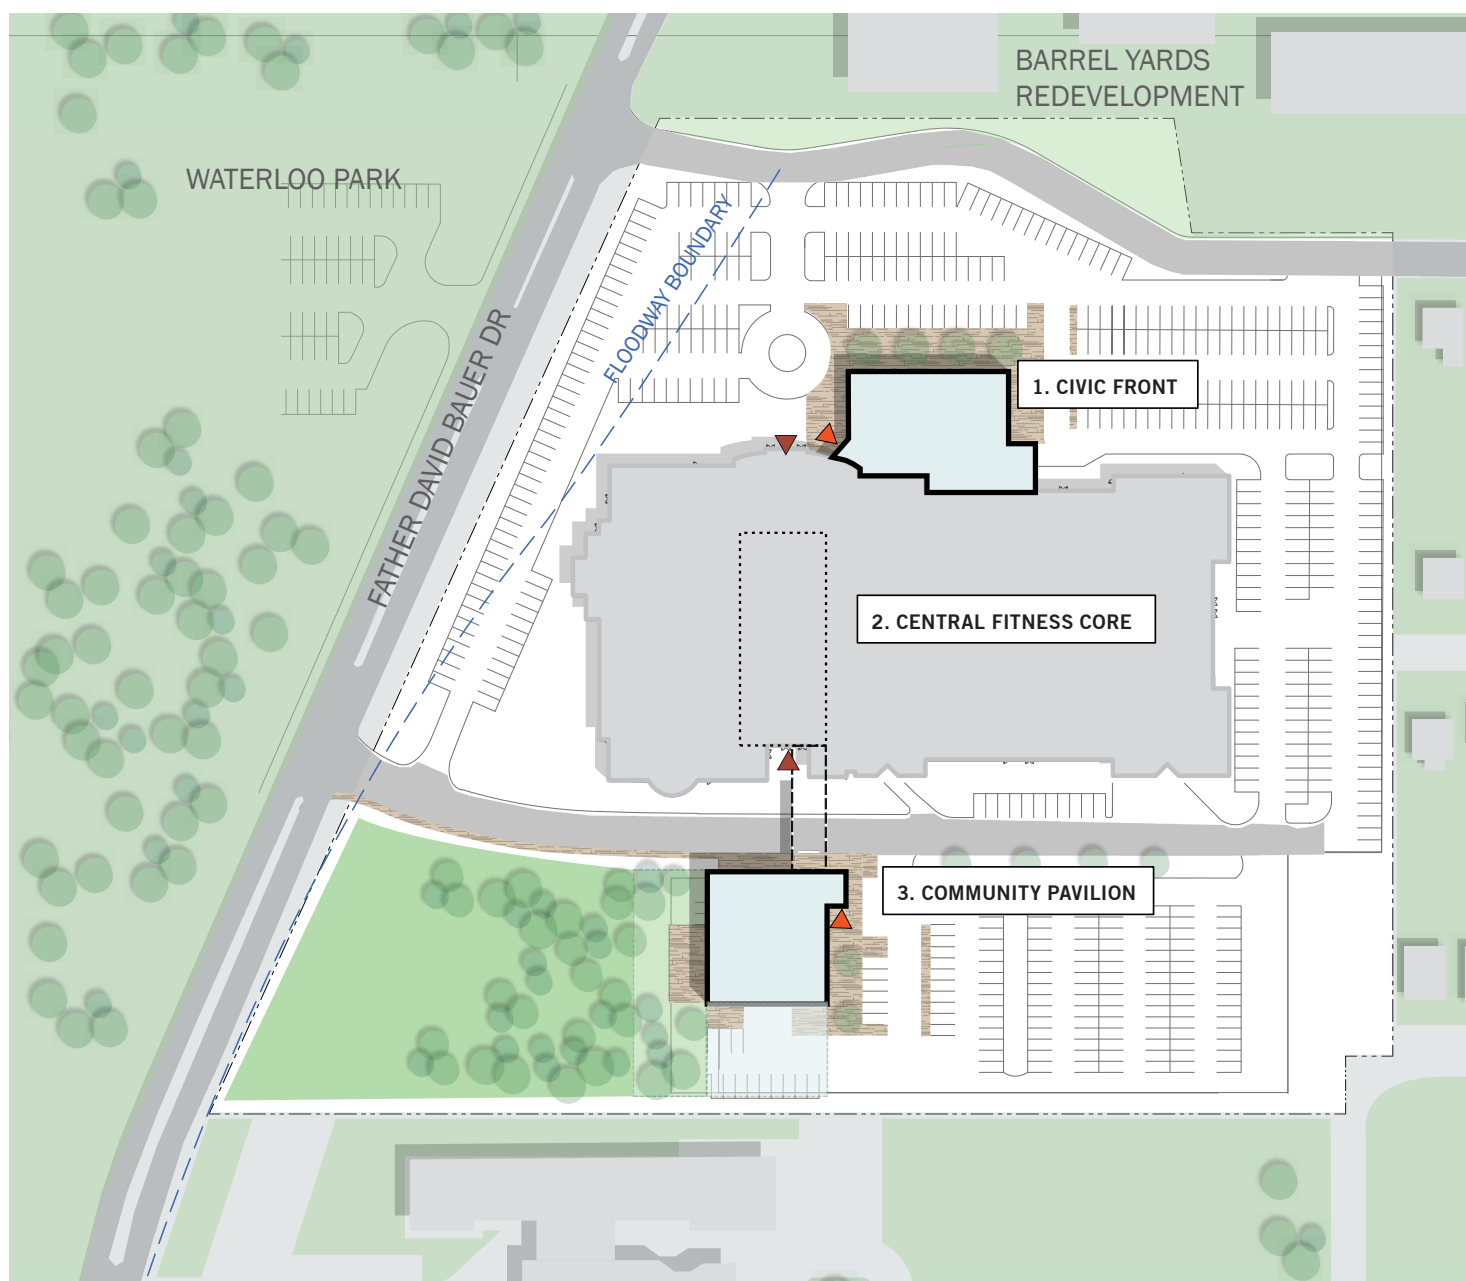 BARREL YARDS
REDEVELOPMENT
WATERLOO PARK
FLOODWAY BOUNDARY
FATHER DAVID BAUER DR
1. CIVIC FRONT
2. CENTRAL FITNESS CORE
3. COMMUNITY PAVILION